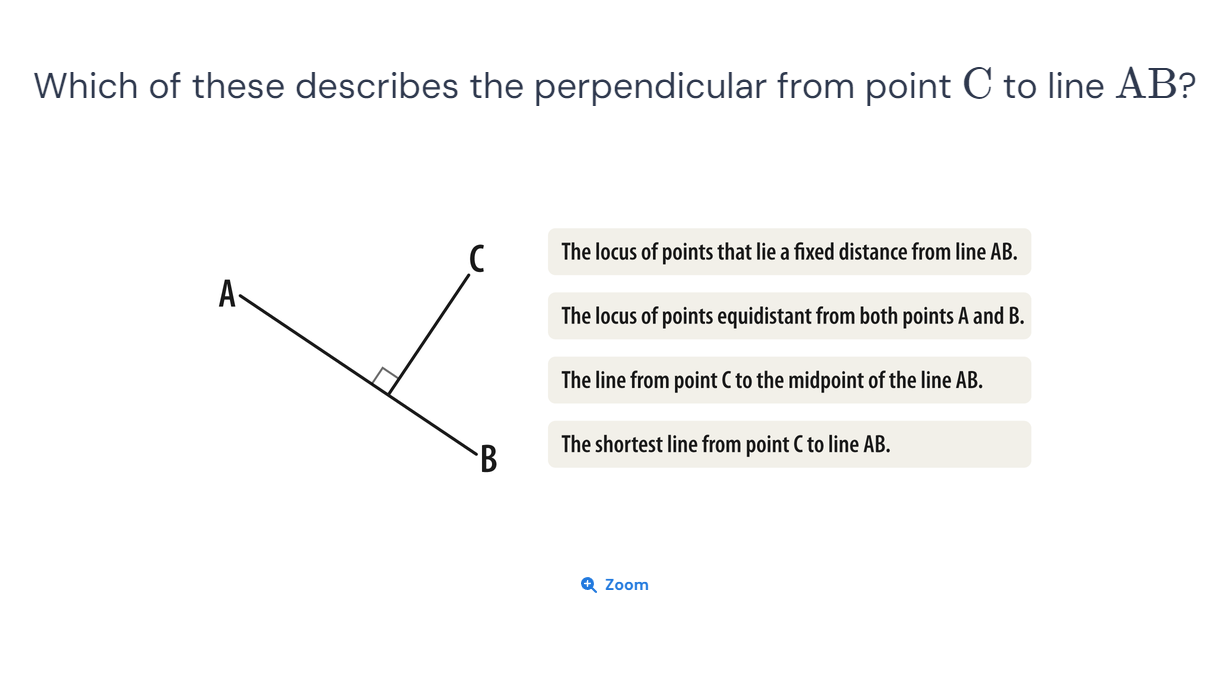 Which of these describes the perpendicular from point C to line AB?
C
A
B
The locus of points that lie a fixed distance from line AB.
The locus of points equidistant from both points A and B.
The line from point C to the midpoint of the line AB.
The shortest line from point C to line AB.
Zoom